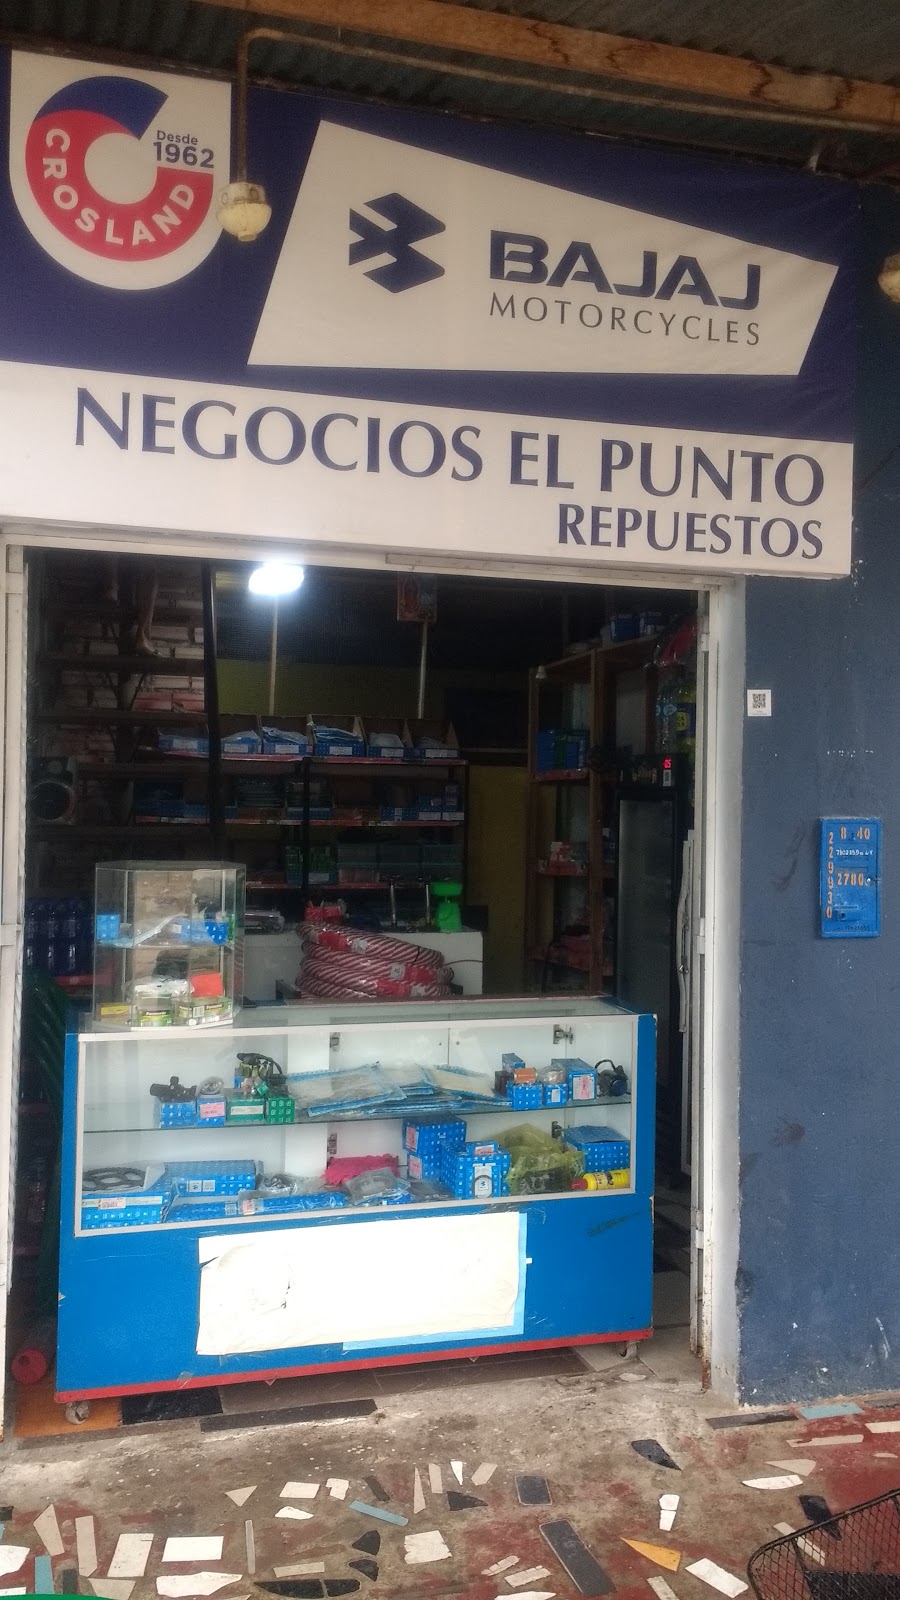 CROSLAND
Desde
1962
BAJAJ
MOTORCYCLES
NEGOCIOS EL PUNTO
REPUESTOS